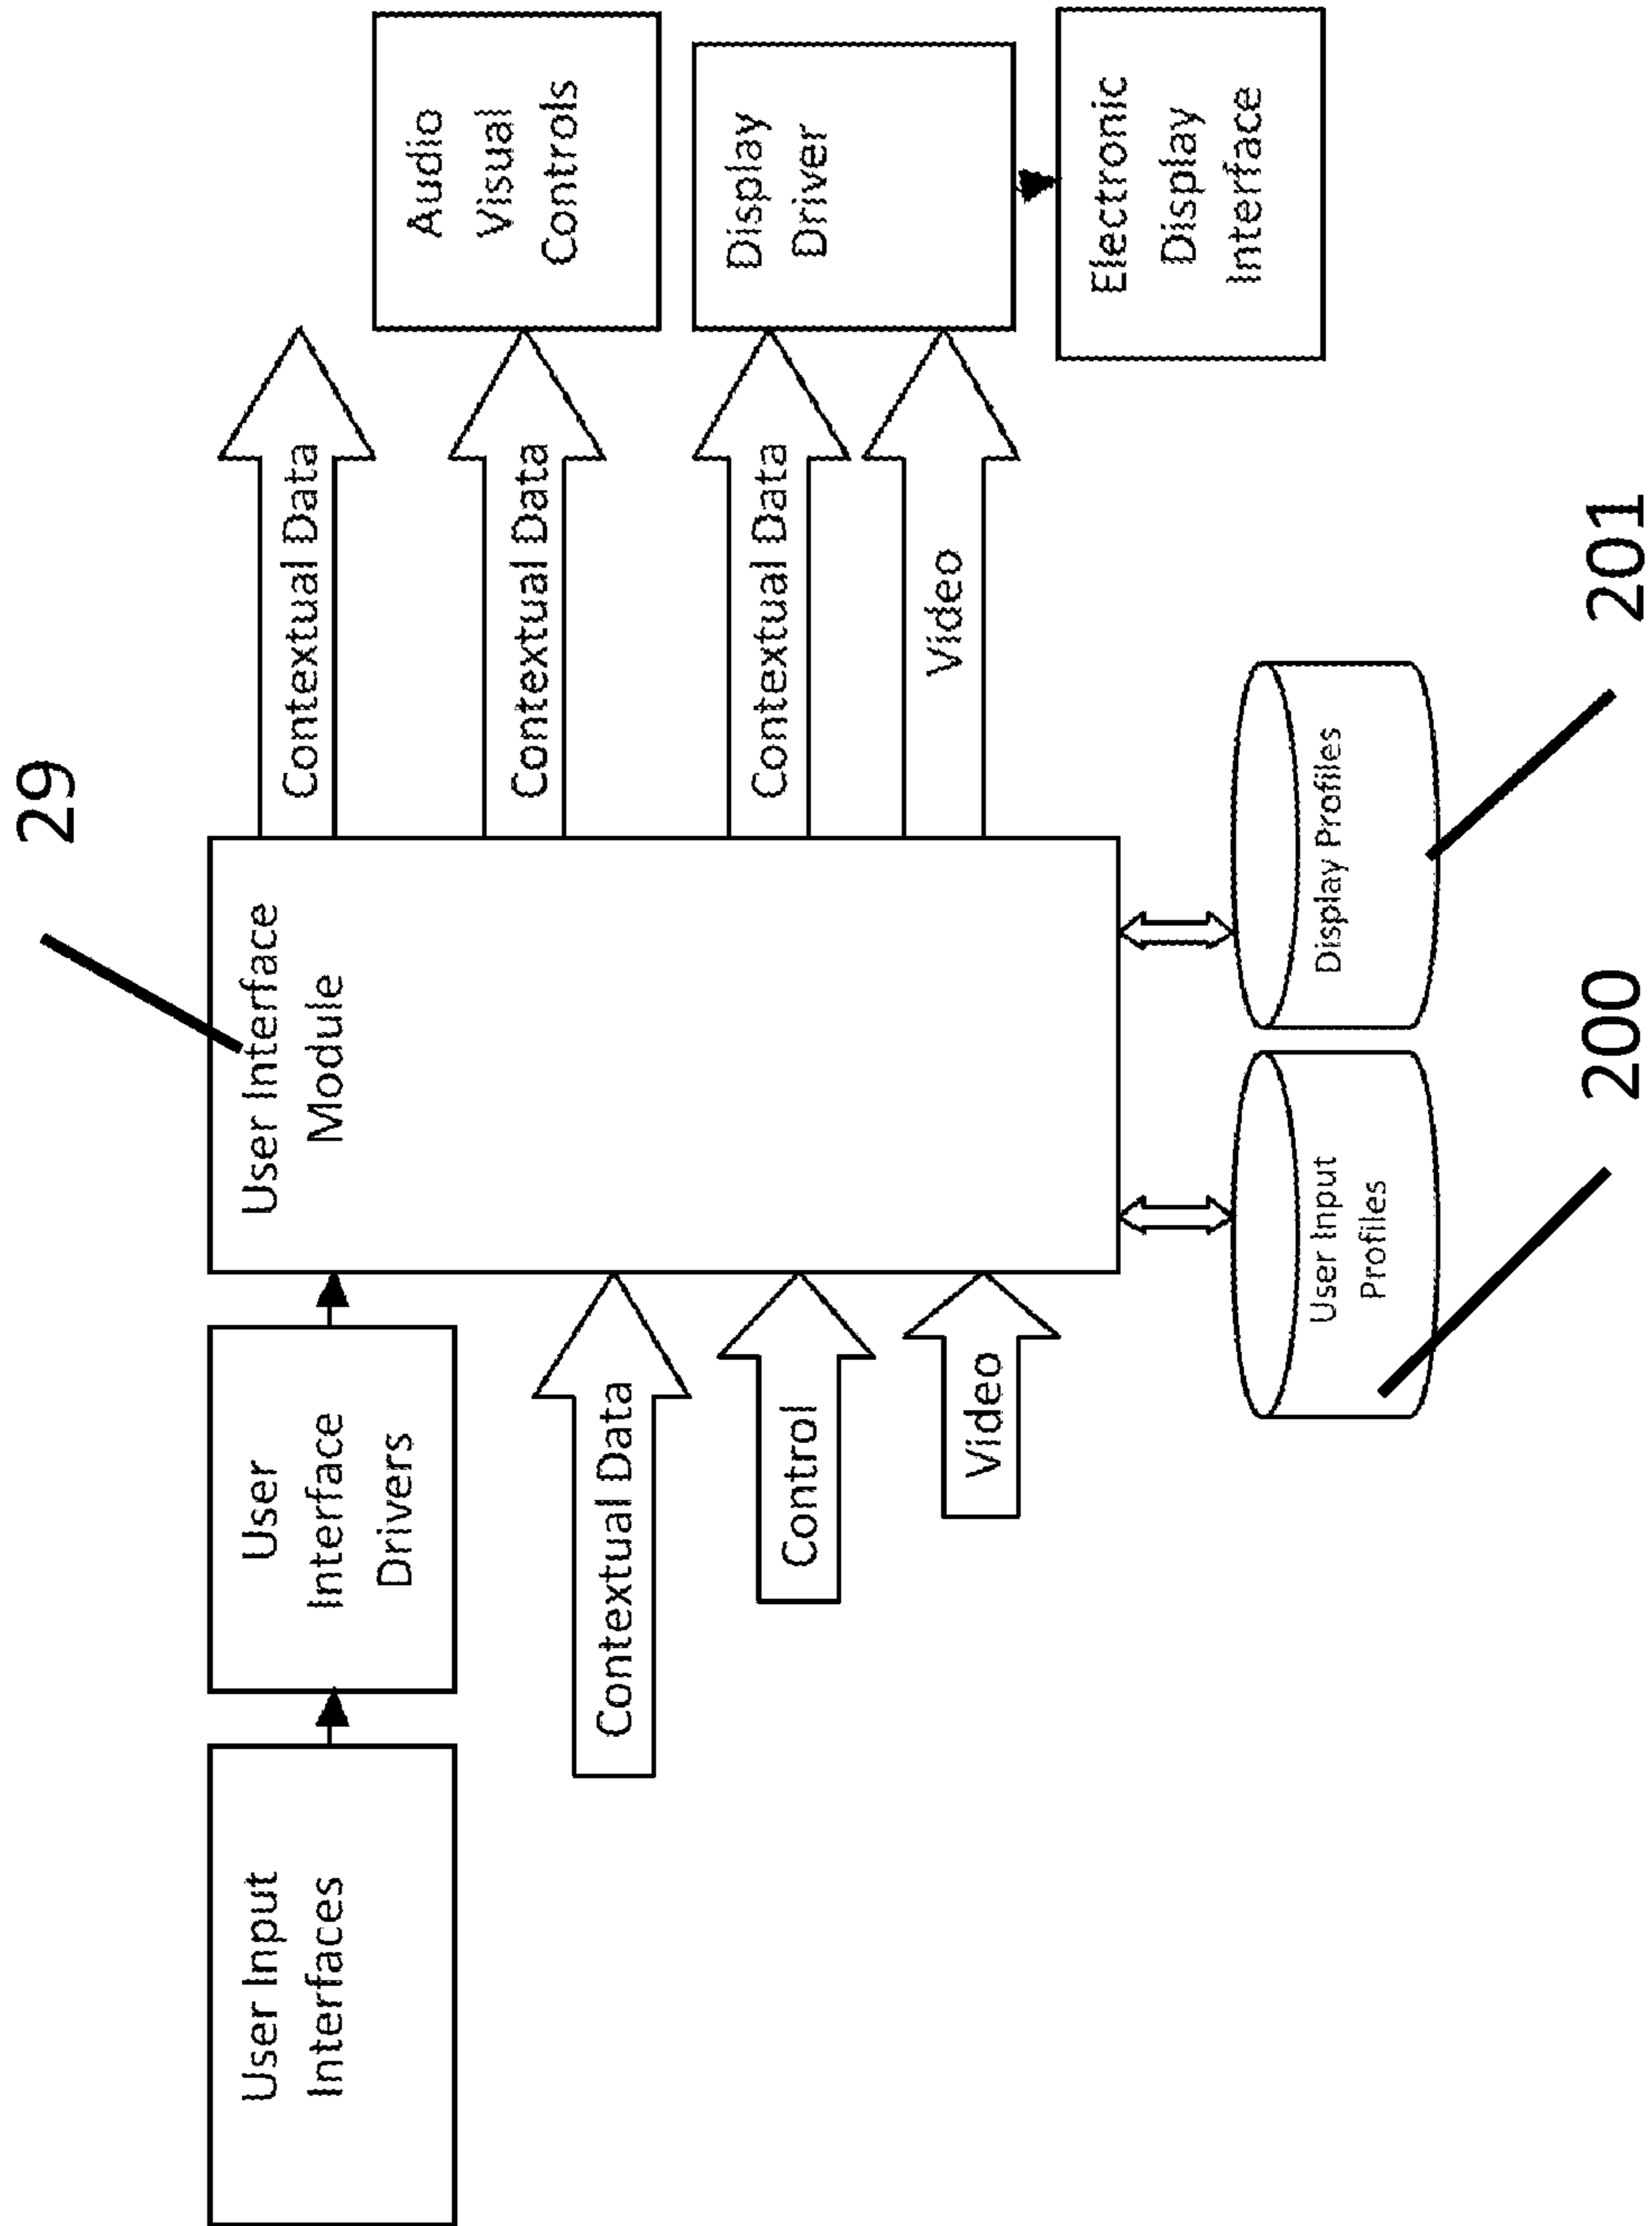 29
User Input
Interfaces
User
Interface
Drivers
User Interface
Module
Contextual Data
Audio
Visual
Controls
Contextual Data
Contextual Data
Display
Driver
Contextual Data
Control
Video
Video
Electronic
Display
Interface
User Input
Profiles
Display Profiles
200
201